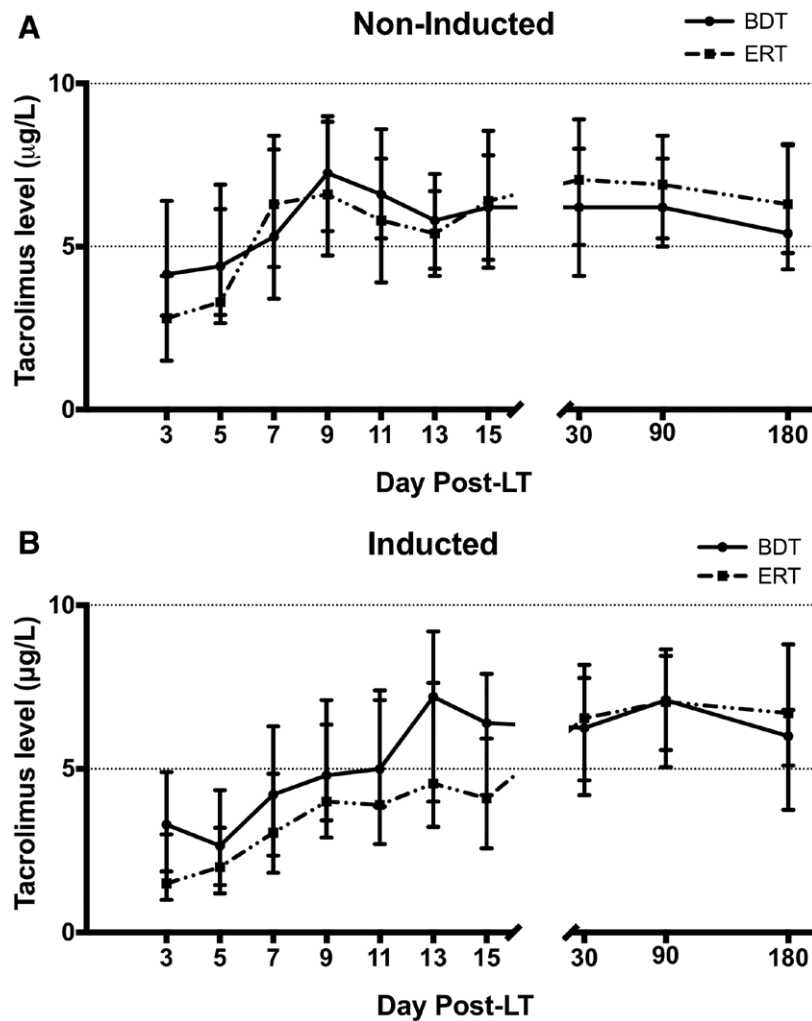 A
Non-Inducted
BDT
ERT
Tacrolimus level (μg/L)
10
5
0
3 5 7 9 11 13 15 30 90 180
Day Post-LT
B
Inducted
BDT
ERT
Tacrolimus level (μg/L)
10
5
0
3 5 7 9 11 13 15 30 90 180
Day Post-LT